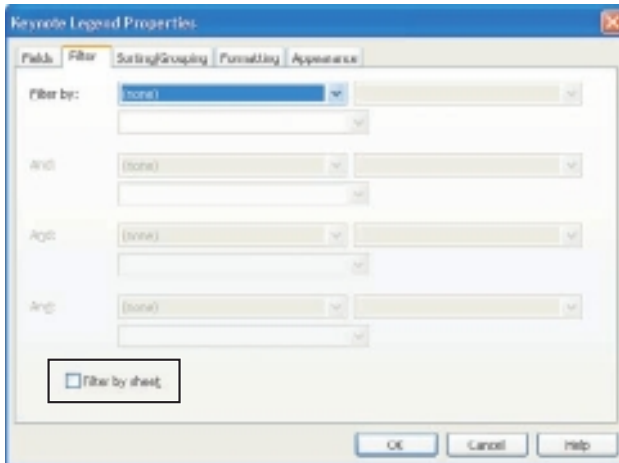 Keynote Legend Properties
Fields Filter Sorting/Grouping Formatting Appearance
Filter by: (none)
And: (none)
And: (none)
And: (none)
Filter by sheet
OK Cancel Help